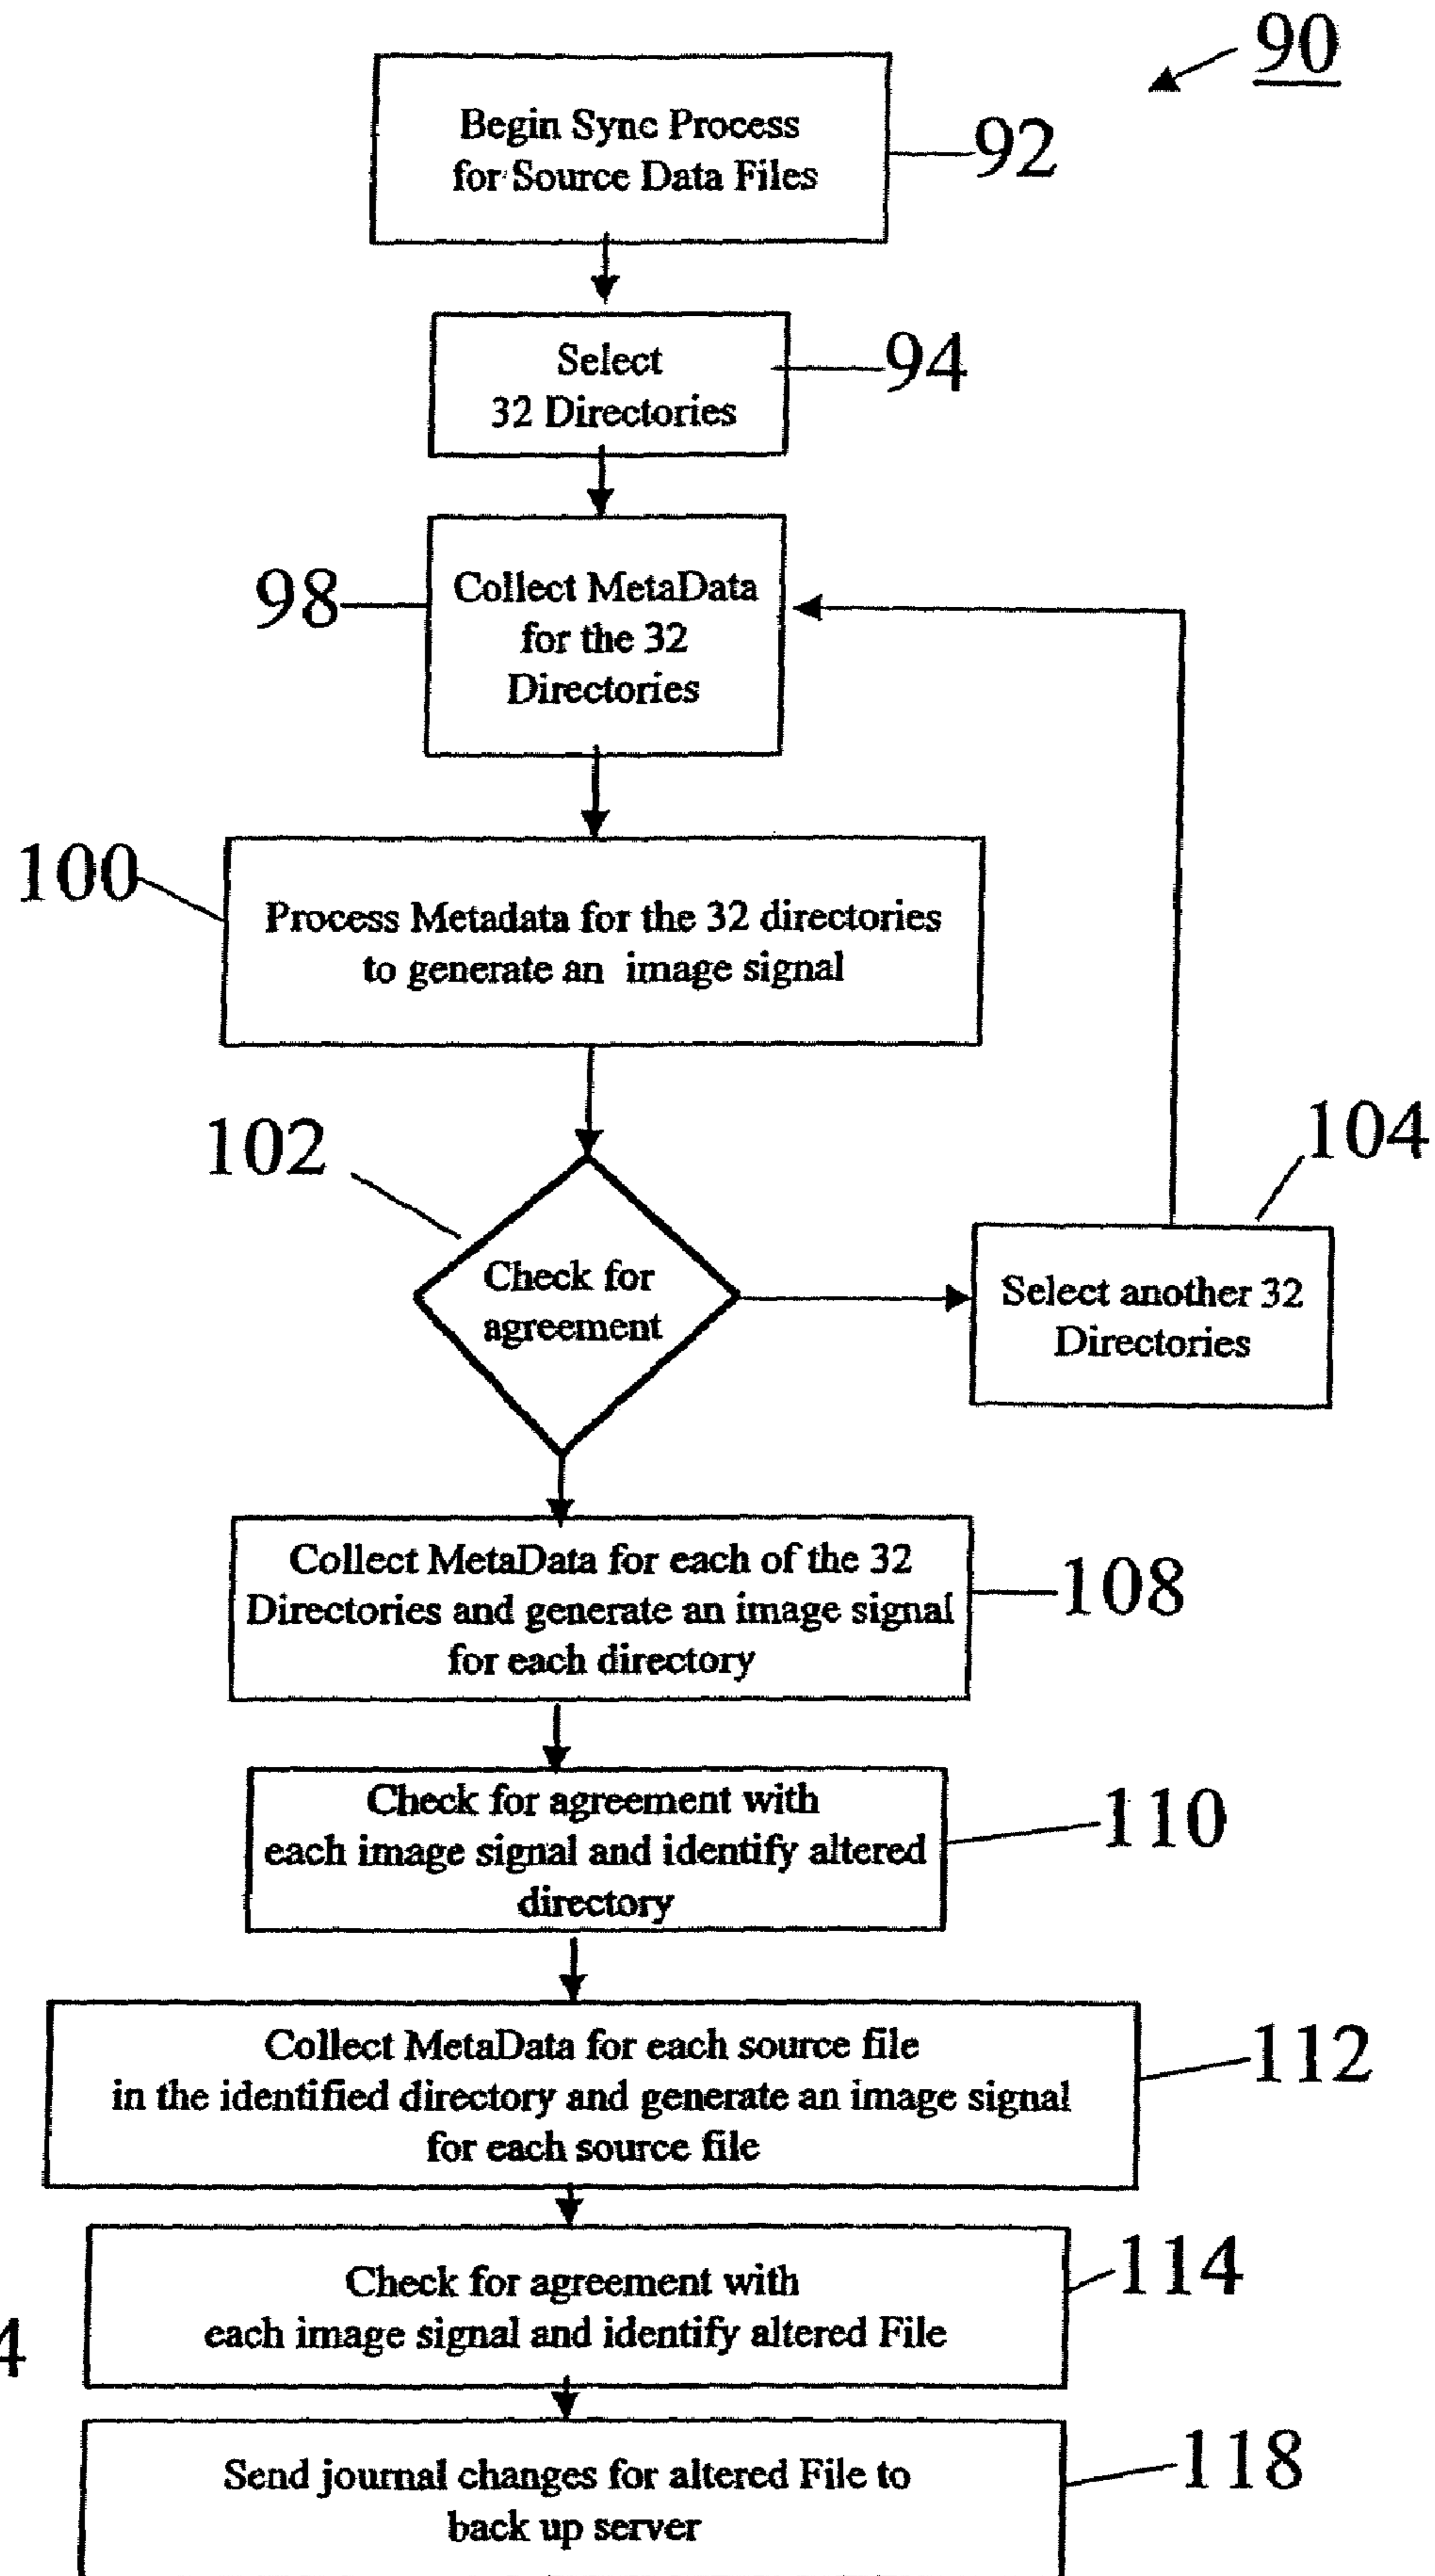 90
Begin Sync Process
for Source Data Files
92
Select
32 Directories
94
98
Collect MetaData
for the 32
Directories
100
Process Metadata for the 32 directories
to generate an image signal
102
104
Check for
agreement
Select another 32
Directories
Collect MetaData for each of the 32
Directories and generate an image signal
for each directory
108
Check for agreement with
each image signal and identify altered
directory
110
Collect MetaData for each source file
in the identified directory and generate an image signal
for each source file
112
Check for agreement with
each image signal and identify altered File
114
4
Send journal changes for altered File to
back up server
118